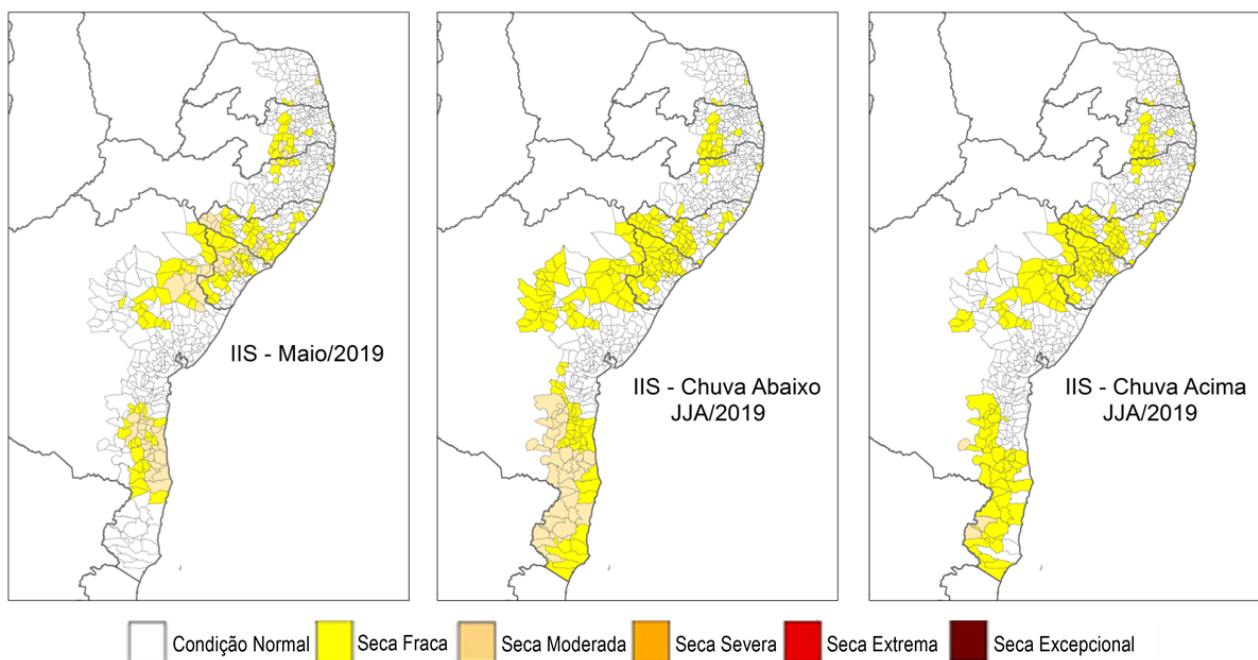 IIS - Maio/2019
IIS - Chuva Abaixo
JJA/2019
IIS - Chuva Acima
JJA/2019
Condição Normal
Seca Fraca
Seca Moderada
Seca Severa
Seca Extrema
Seca Excepcional